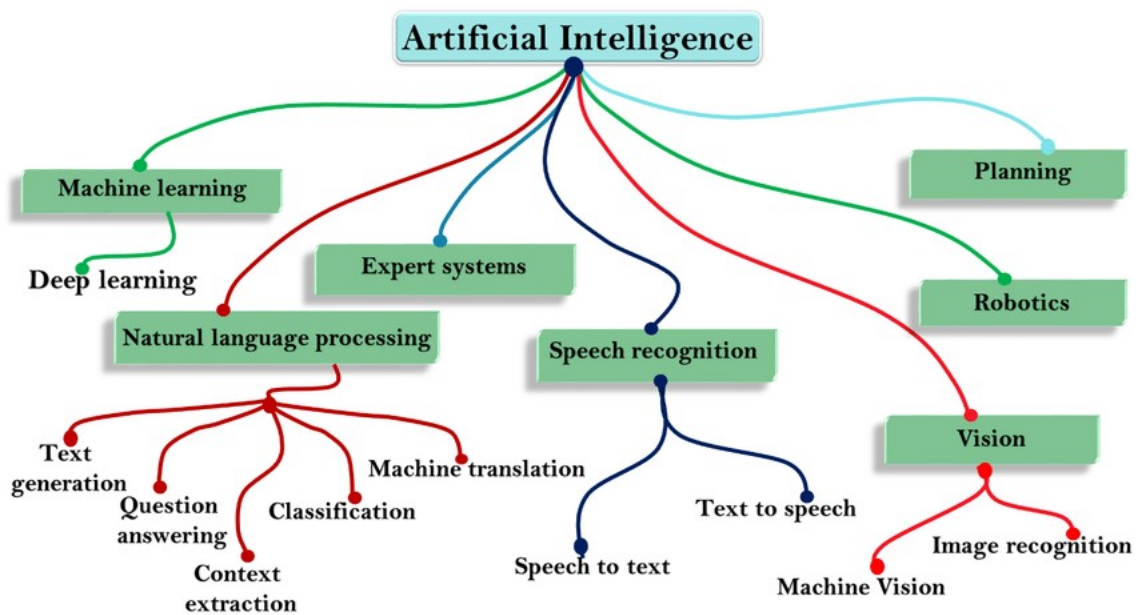 Artificial Intelligence
Machine learning
Deep learning
Natural language processing
Text
generation
Question
answering
Context
extraction
Classification
Machine translation
Expert systems
Speech recognition
Speech to text
Text to speech
Vision
Machine Vision
Image recognition
Robotics
Planning